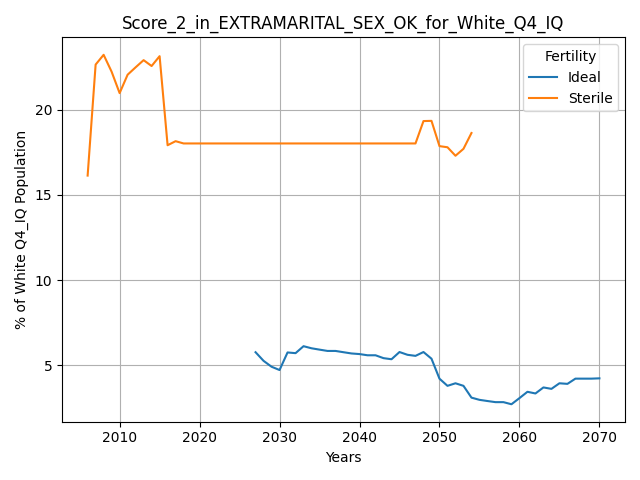 Score_2_in_EXTRAMARITAL_SEX_OK_for_White_Q4_IQ
Fertility
Ideal
Sterile
% of White Q4_IQ Population
20
15
10
5
2010 2020 2030 2040 2050 2060 2070
Years